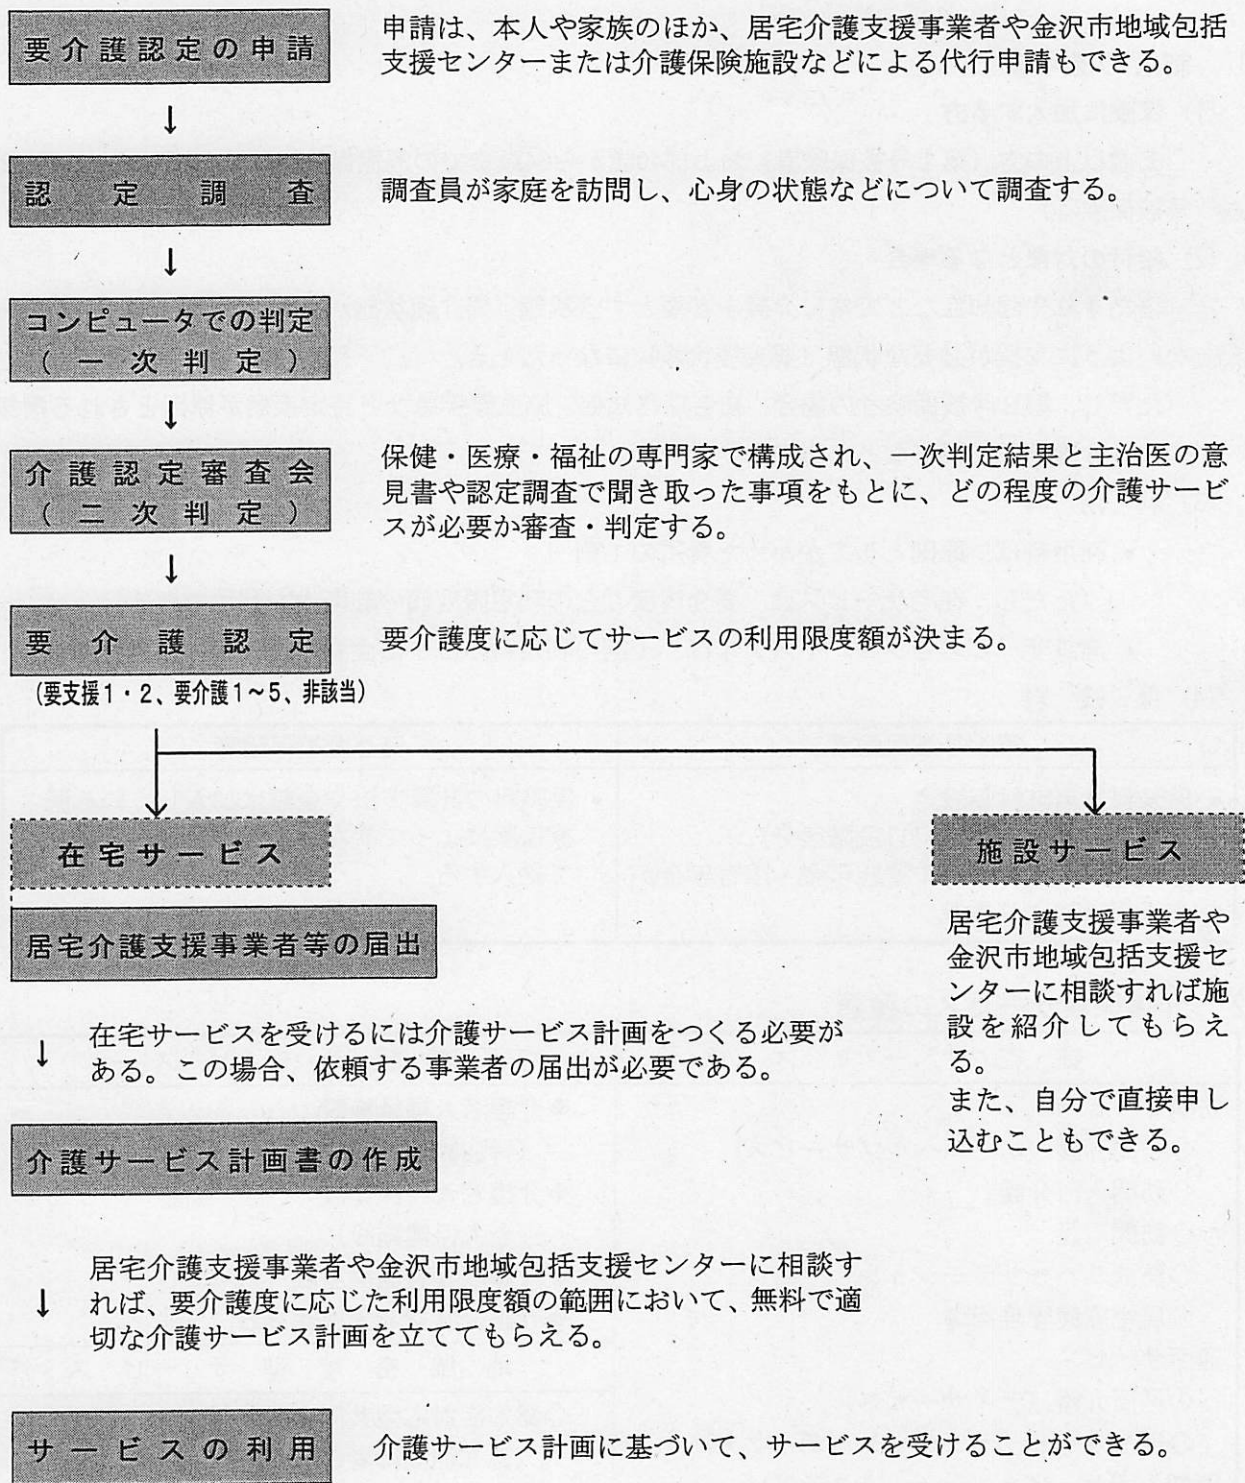 要介護認定の申請
申請は、本人や家族のほか、居宅介護支援事業者や金沢市地域包括
支援センターまたは介護保険施設などによる代行申請もできる。
↓
認定調査
調査員が家庭を訪問し、心身の状態などについて調査する。
↓
コンピュータでの判定
(一次判定)
↓
介護認定審査会
(二次判定)
保健・医療・福祉の専門家で構成され、一次判定結果と主治医の意
見書や認定調査で聞き取った事項をもとに、どの程度の介護サービ
スが必要か審査・判定する。
↓
要介護認定
要介護度に応じてサービスの利用限度額が決まる。
(要支援1・2、要介護1~5、非該当)
在宅サービス
居宅介護支援事業者等の届出
↓
在宅サービスを受けるには介護サービス計画をつくる必要が
ある。この場合、依頼する事業者の届出が必要である。
介護サービス計画書の作成
↓
居宅介護支援事業者や金沢市地域包括支援センターに相談す
れば、要介護度に応じた利用限度額の範囲において、無料で適
切な介護サービス計画を立ててもらえる。
サービスの利用
介護サービス計画に基づいて、サービスを受けることができる。
施設サービス
居宅介護支援事業者や
金沢市地域包括支援セ
ンターに相談すれば施
設を紹介してもらえ
る。
また、自分で直接申し
込むこともできる。